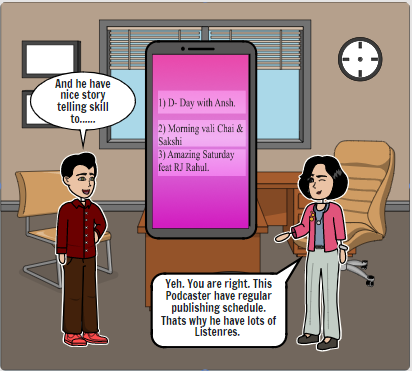 And he have
nice story
telling skill
to......
1) D- Day with Ansh.
2) Morning vali Chai &
Sakshi
3) Amazing Saturday
feat RJ Rahul.
Yeh. You are right. This
Podcaster have regular
publishing schedule.
Thats why he have lots of
Listenres.